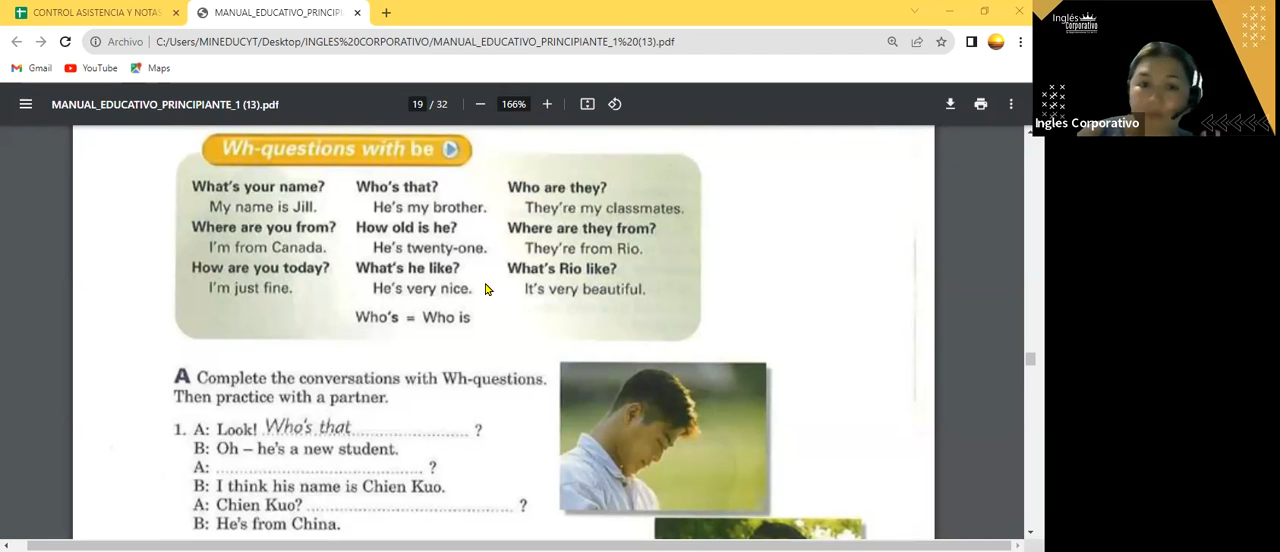 CONTROL ASISTENCIA Y NOTAS
MANUAL_EDUCATIVO_PRINCIPI
Archivo
C:/Users/MINEDUCYT/Desktop/INGLES%20CORPORATIVO/MANUAL_EDUCATIVO_PRINCIPIANTE_1%20(13).pdf
Gmail
YouTube
Maps
MANUAL_EDUCATIVO_PRINCIPIANTE_1 (13).pdf
19 / 32
166%
Wh-questions with be
What's your name?
My name is Jill.
Where are you from?
I'm from Canada.
How are you today?
I'm just fine.
Who's that?
He's my brother.
How old is he?
He's twenty-one.
What's he like?
He's very nice.
Who are they?
They're my classmates.
Where are they from?
They're from Rio.
What's Rio like?
It's very beautiful.
Who's = Who is
A Complete the conversations with Wh-questions.
Then practice with a partner.
1. A: Look! Who's that ?
B: Oh – he's a new student.
A: ?
B: I think his name is Chien Kuo.
A: Chien Kuo? ?
B: He's from China.
Inglés
Corporativo
Ingles Corporativo